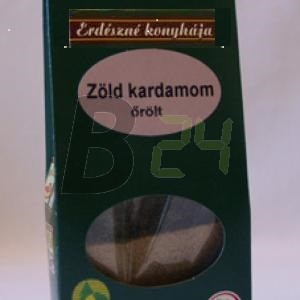 Erdészné konyhája
Zöld kardamom
őrölt
B24